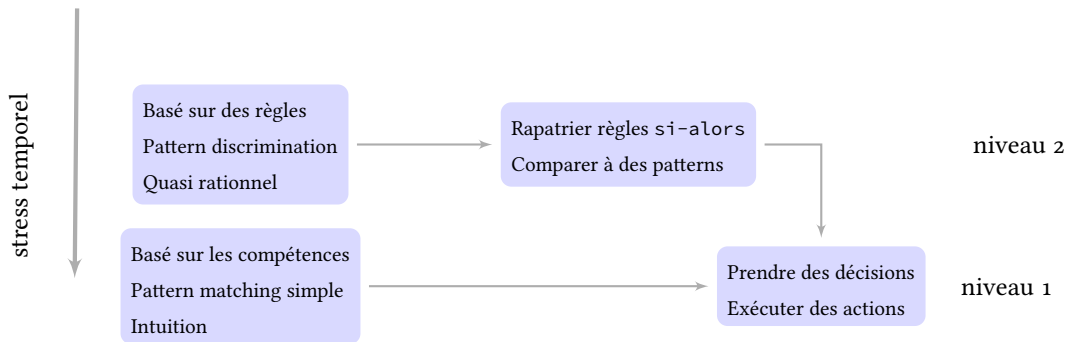 stress temporel
Basé sur des règles
Pattern discrimination
Quasi rationnel
Rapatrier règles si-alors
Comparer à des patterns
niveau 2
Basé sur les compétences
Pattern matching simple
Intuition
Prendre des décisions
Exécuter des actions
niveau 1